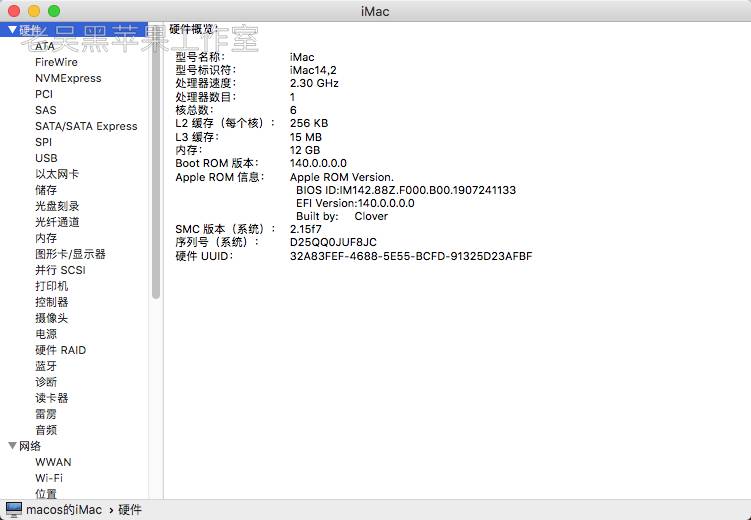 iMac
硬件
老吴黑苹果工作室
ATA
FireWire
NVMExpress
PCI
SAS
SATA/SATA Express
SPI
USB
以太网卡
储存
光盘刻录
光纤通道
内存
图形卡/显示器
并行 SCSI
打印机
控制器
摄像头
电源
硬件 RAID
蓝牙
诊断
读卡器
雷雳
音频
网络
WWAN
Wi-Fi
位置
硬件概览:
型号名称: iMac
型号标识符: iMac14,2
处理器速度: 2.30 GHz
处理器数目: 1
核总数: 6
L2 缓存（每个核）: 256 KB
L3 缓存: 15 MB
内存: 12 GB
Boot ROM 版本: 140.0.0.0.0
Apple ROM 信息: Apple ROM Version.
BIOS ID:IM142.88Z.F000.B00.1907241133
EFI Version:140.0.0.0.0
Built by: Clover
SMC 版本（系统）: 2.15f7
序列号（系统）: D25QQ0JUF8JC
硬件 UUID: 32A83FEF-4688-5E55-BCFD-91325D23AFBF
macos的iMac › 硬件